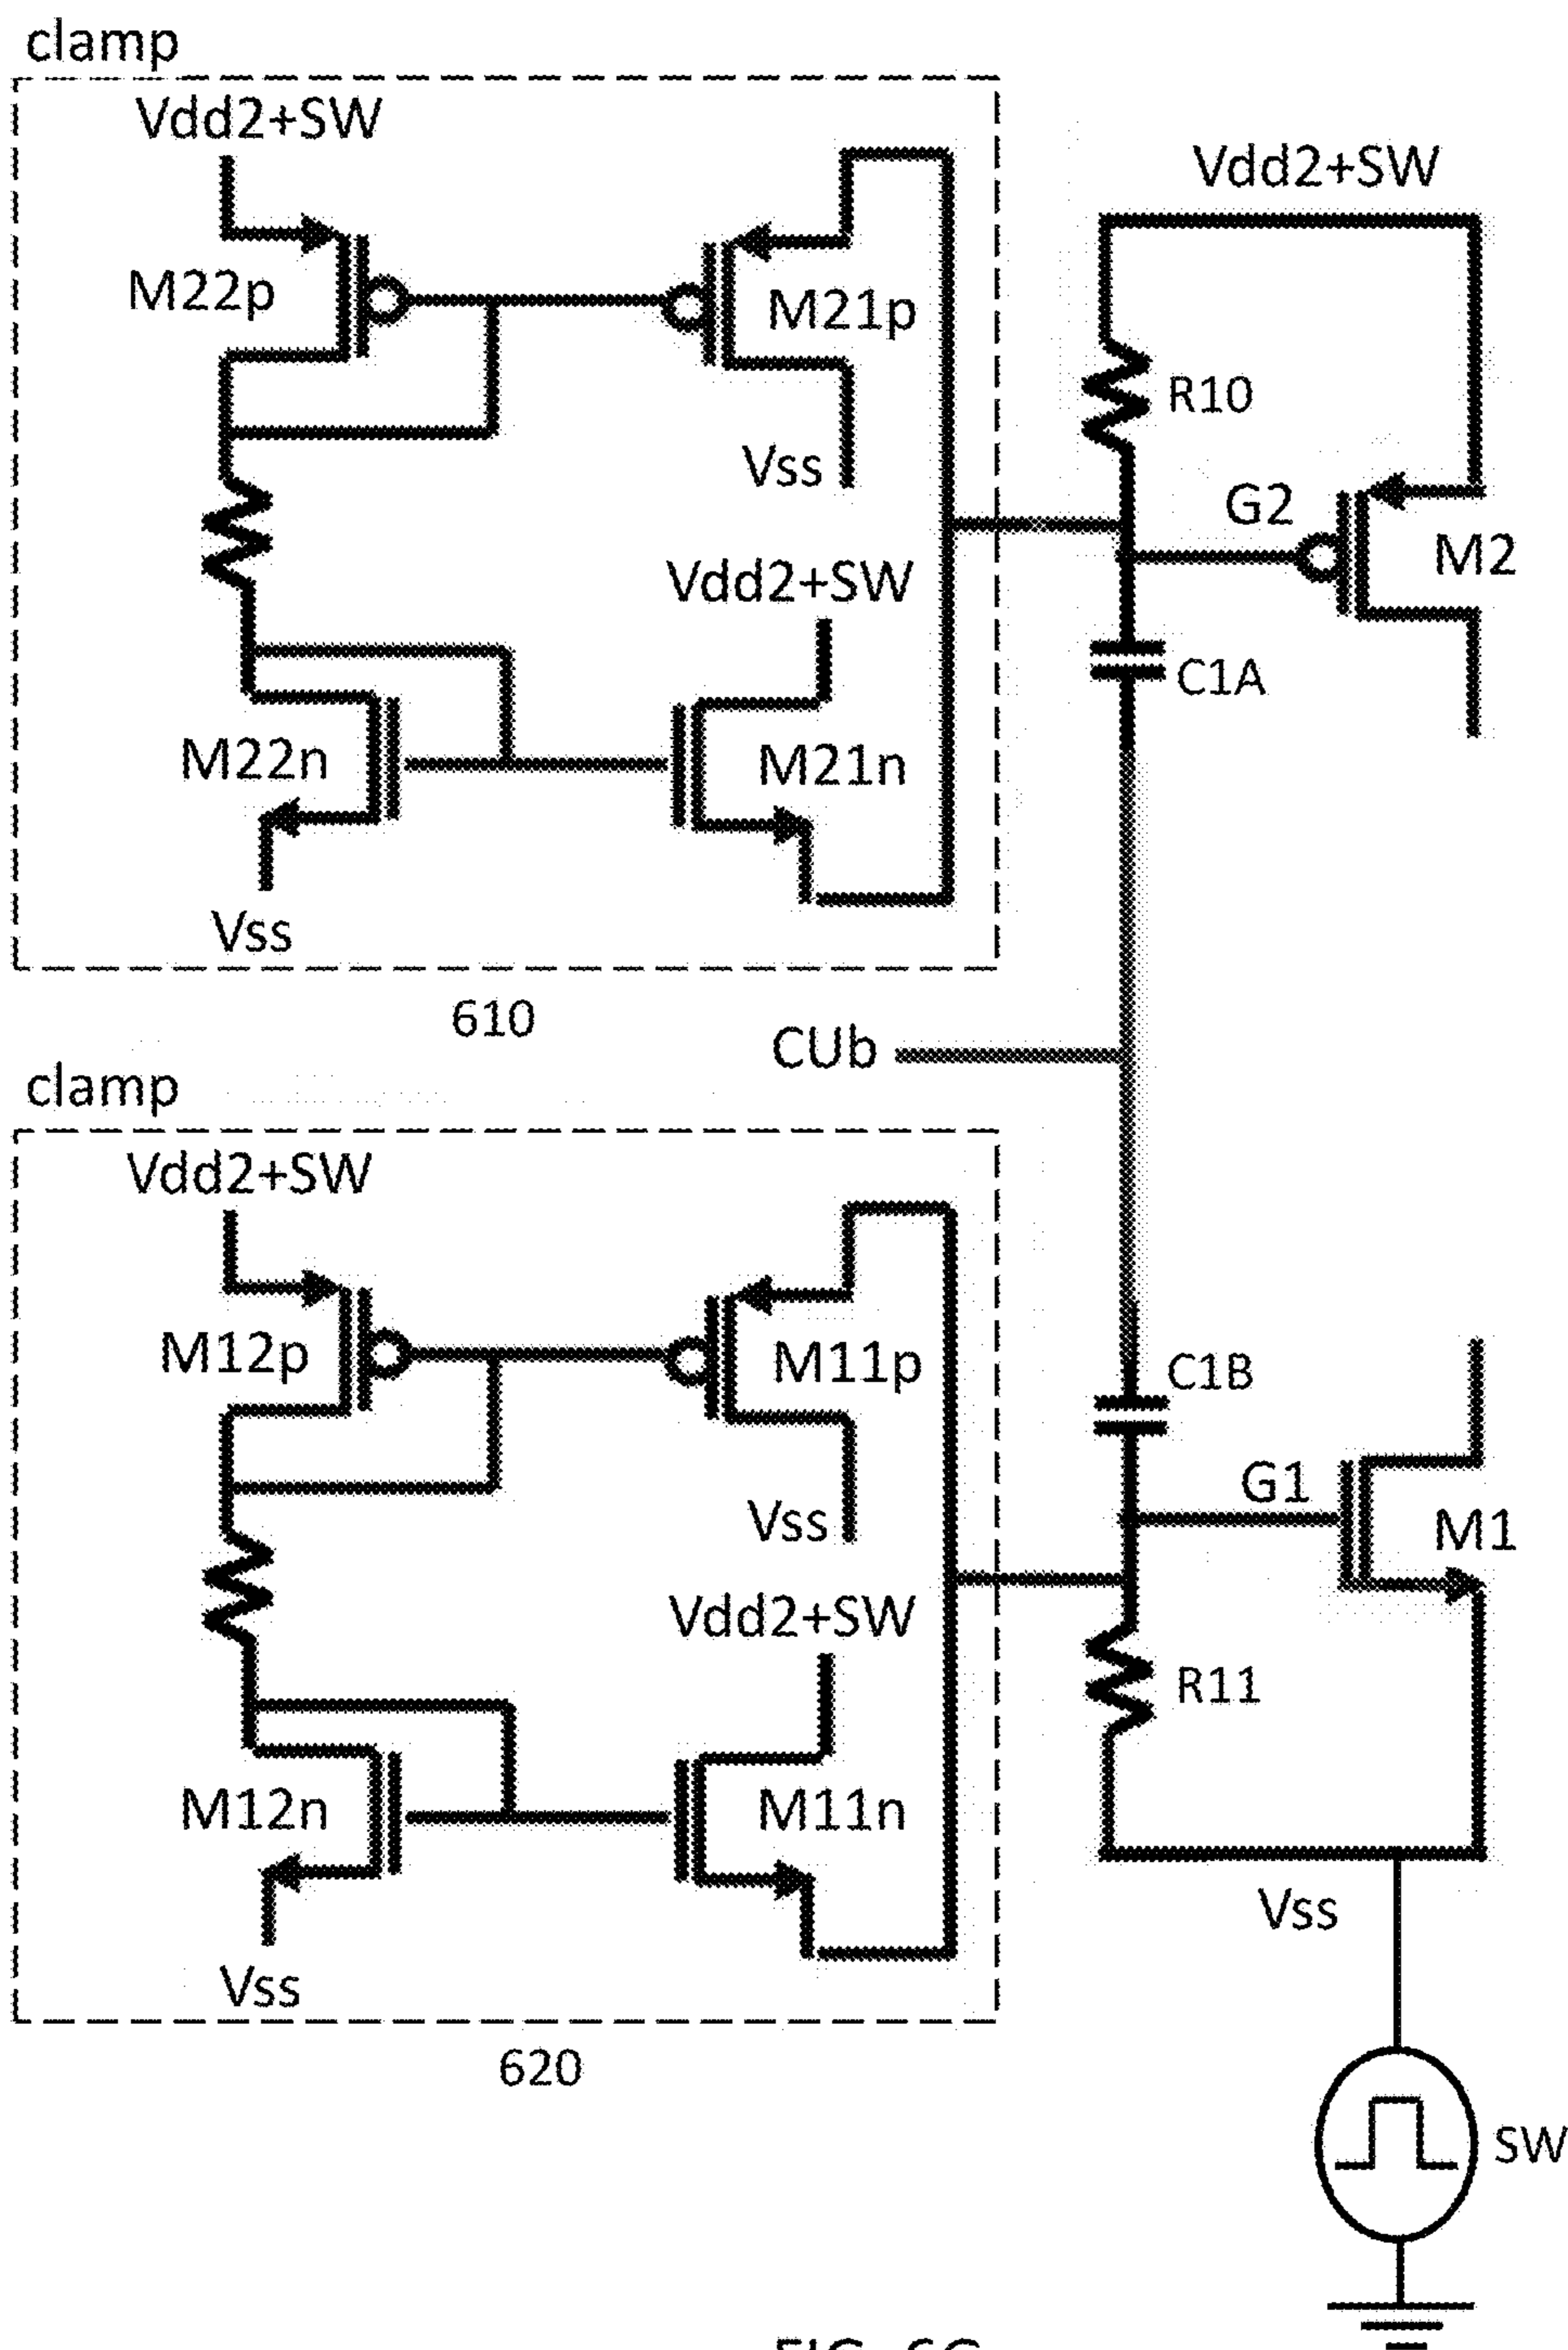 clamp
Vdd2+SW
Vdd2+SW
M22p
M21p
R10
Vss
G2
M2
Vdd2+SW
C1A
M22n
M21n
Vss
610
CUb
clamp
Vdd2+SW
M12p
M11p
C1B
G1
Vss
M1
Vdd2+SW
R11
M12n
M11n
Vss
Vss
620
SW